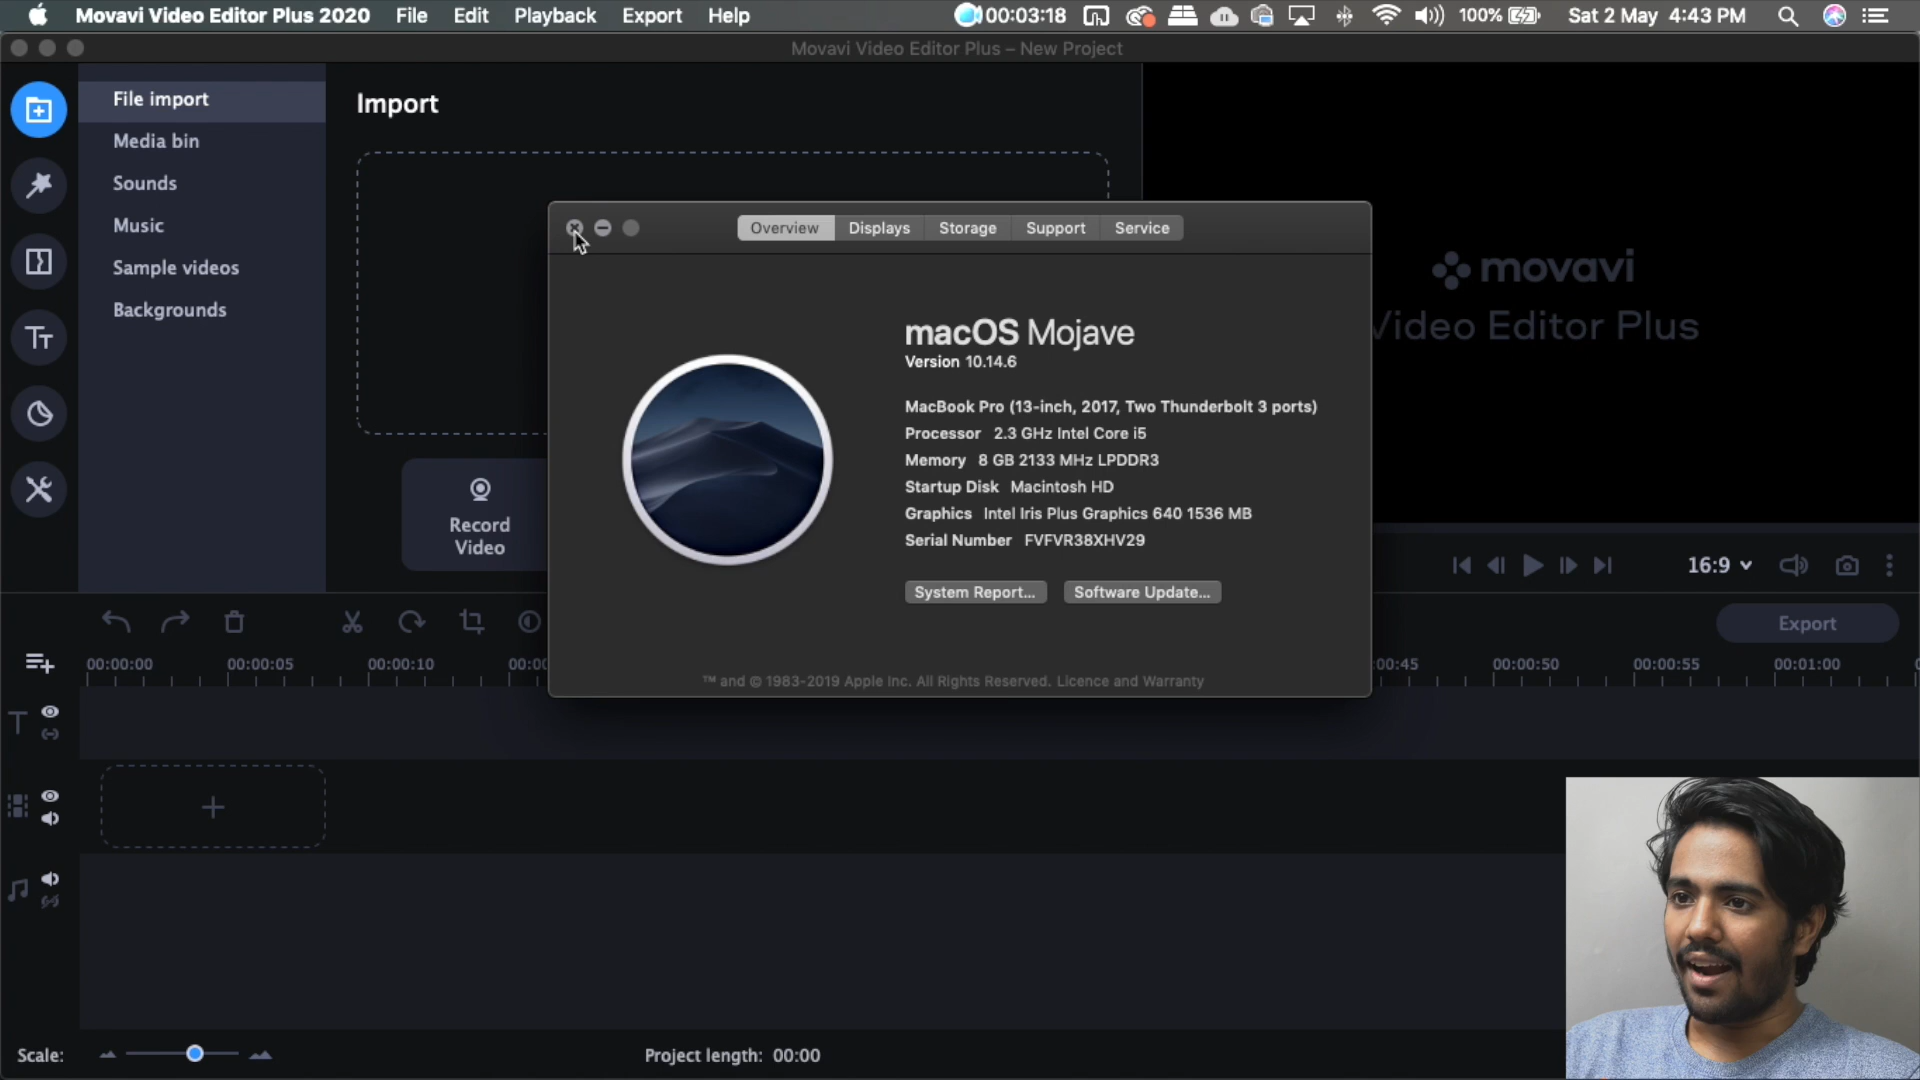 Movavi Video Editor Plus 2020 File Edit Playback Export Help 00:03:18 100% Sat 2 May 4:43 PM
Movavi Video Editor Plus – New Project
File import
Media bin
Sounds
Music
Sample videos
Backgrounds
Import
Record
Video
Overview Displays Storage Support Service
macOS Mojave
Version 10.14.6
MacBook Pro (13-inch, 2017, Two Thunderbolt 3 ports)
Processor 2.3 GHz Intel Core i5
Memory 8 GB 2133 MHz LPDDR3
Startup Disk Macintosh HD
Graphics Intel Iris Plus Graphics 640 1536 MB
Serial Number FVFVR38XHV29
System Report... Software Update...
™ and © 1983-2019 Apple Inc. All Rights Reserved. Licence and Warranty
movavi
Video Editor Plus
16:9
Export
00:00:00 00:00:05 00:00:10 00:00 00:45 00:00:50 00:00:55 00:01:00
T
Scale:
Project length: 00:00